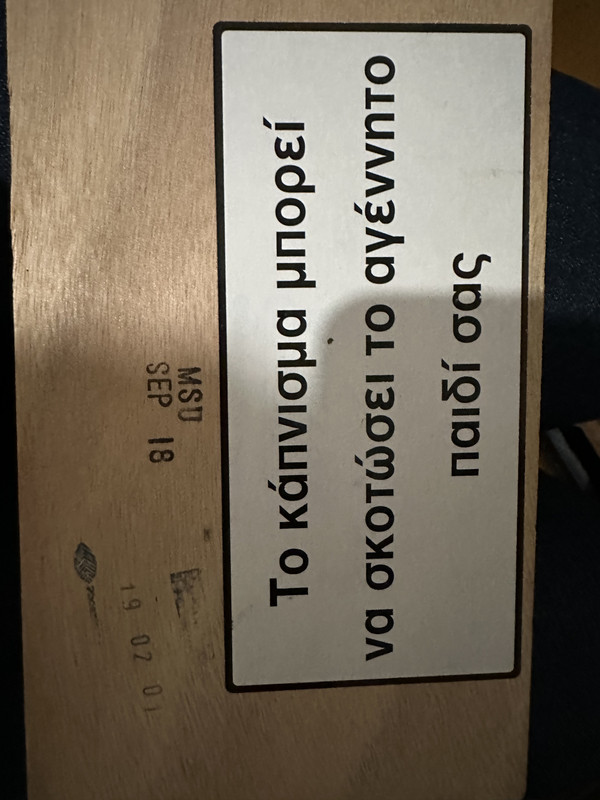 Το κάπνισμα μπορεί
να σκοτώσει το αγέννητο
παιδί σας
MSU
SEP 18
19 02 01